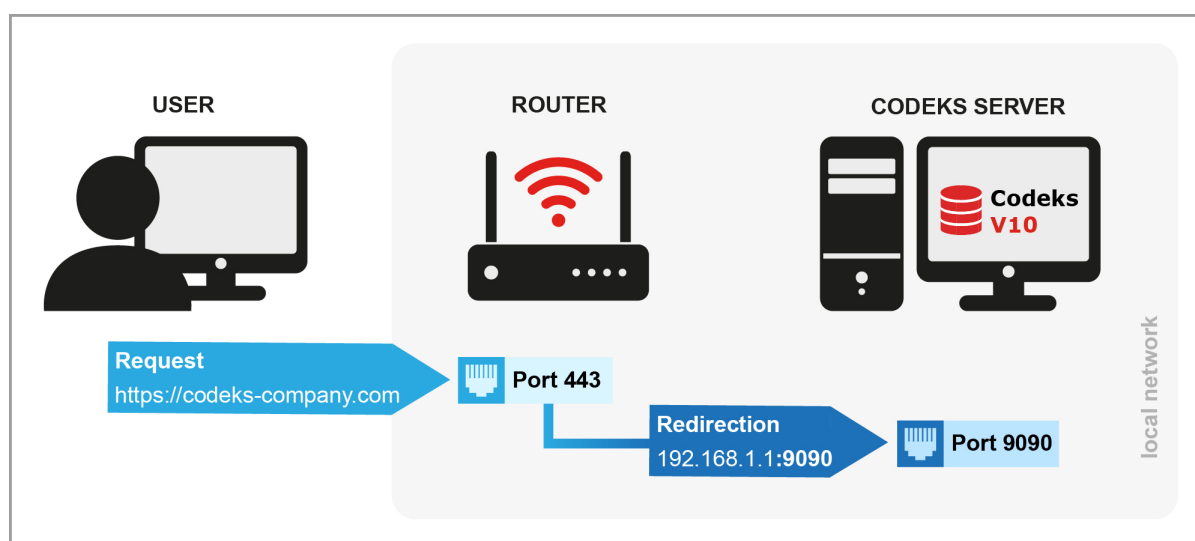 USER
ROUTER
CODEKS SERVER
Codeks
V10
Request
https://codeks-company.com
Port 443
Redirection
192.168.1.1:9090
Port 9090
local network